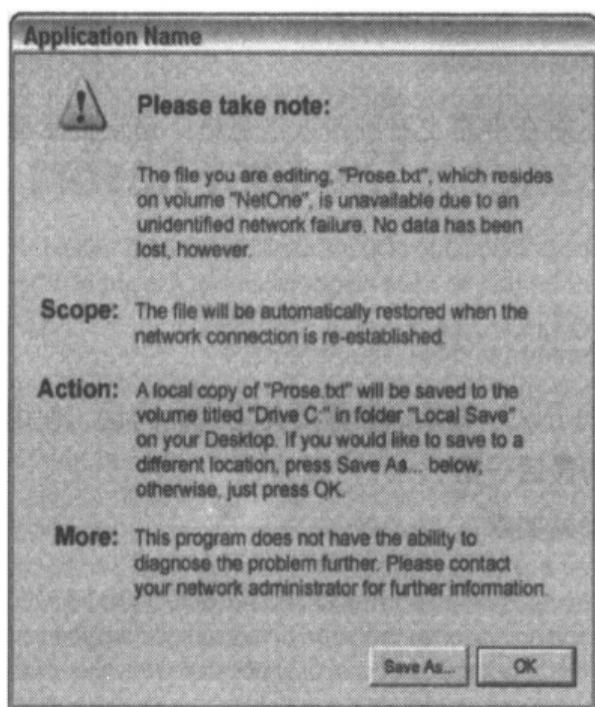 Application Name
Please take note:
The file you are editing, "Prose.txt", which resides
on volume "NetOne", is unavailable due to an
unidentified network failure. No data has been
lost, however.
Scope: The file will be automatically restored when the
network connection is re-established.
Action: A local copy of "Prose.txt" will be saved to the
volume titled "Drive C:" in folder "Local Save"
on your Desktop. If you would like to save to a
different location, press Save As... below;
otherwise, just press OK.
More: This program does not have the ability to
diagnose the problem further. Please contact
your network administrator for further information.
Save As... OK